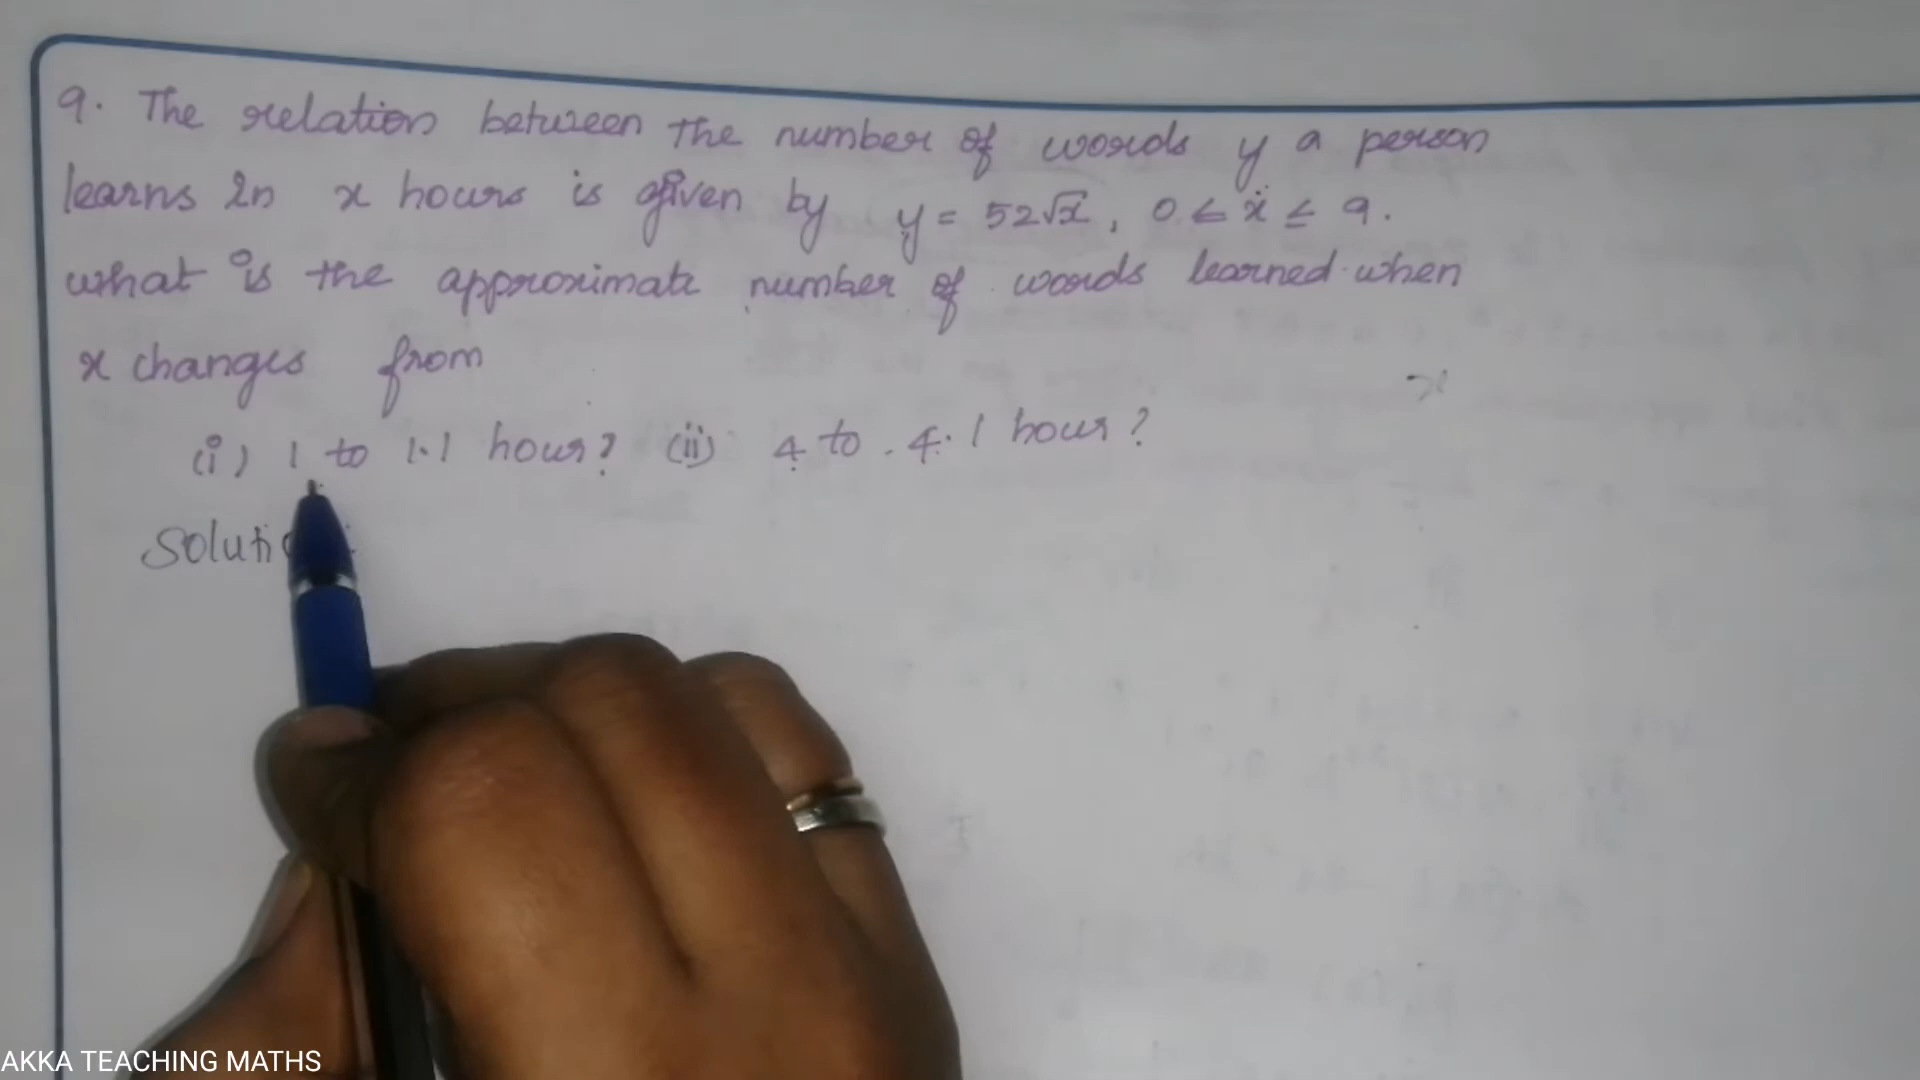 9. The relation between the number of words y a person
learns in x hours is given by y = 52√x, 0 ≤ x ≤ 9.
what is the approximate number of words learned when
x changes from
(i) 1 to 1.1 hour? (ii) 4 to 4.1 hour?
Soluti
AKKA TEACHING MATHS